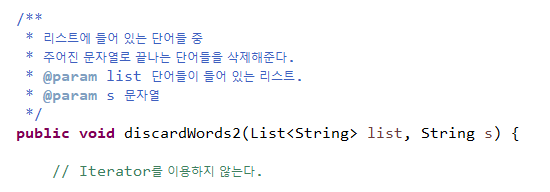 /**
* 리스트에 들어 있는 단어들 중
* 주어진 문자열로 끝나는 단어들을 삭제해준다.
* @param list 단어들이 들어 있는 리스트.
* @param s 문자열
*/
public void discardWords2(List<String> list, String s) {
// Iterator를 이용하지 않는다.